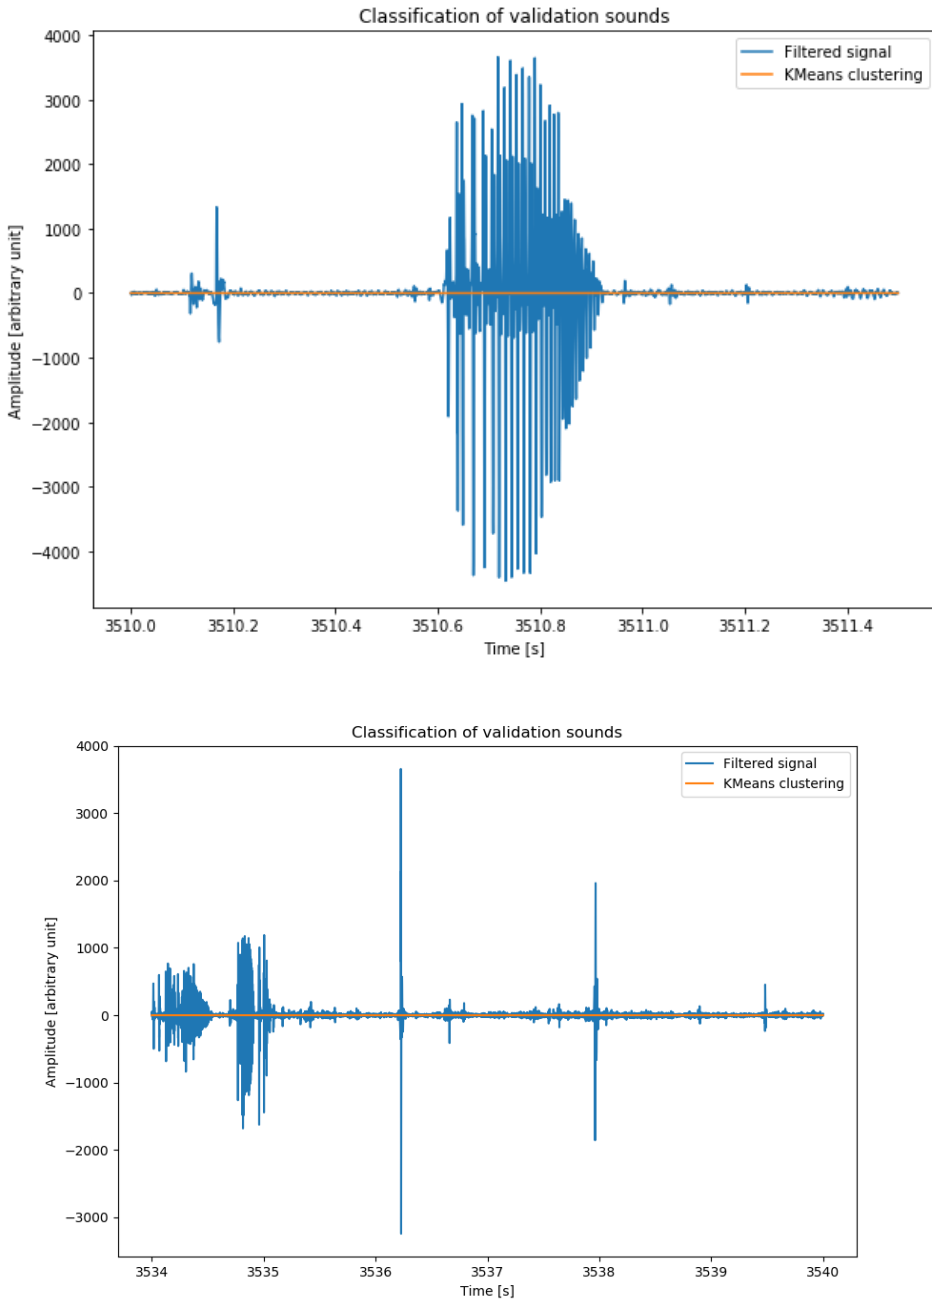 Classification of validation sounds
Filtered signal
KMeans clustering
4000
3000
2000
1000
0
−1000
−2000
−3000
−4000
Amplitude [arbitrary unit]
3510.0 3510.2 3510.4 3510.6 3510.8 3511.0 3511.2 3511.4
Time [s]
Classification of validation sounds
Filtered signal
KMeans clustering
4000
3000
2000
1000
0
−1000
−2000
−3000
Amplitude [arbitrary unit]
3534 3535 3536 3537 3538 3539 3540
Time [s]